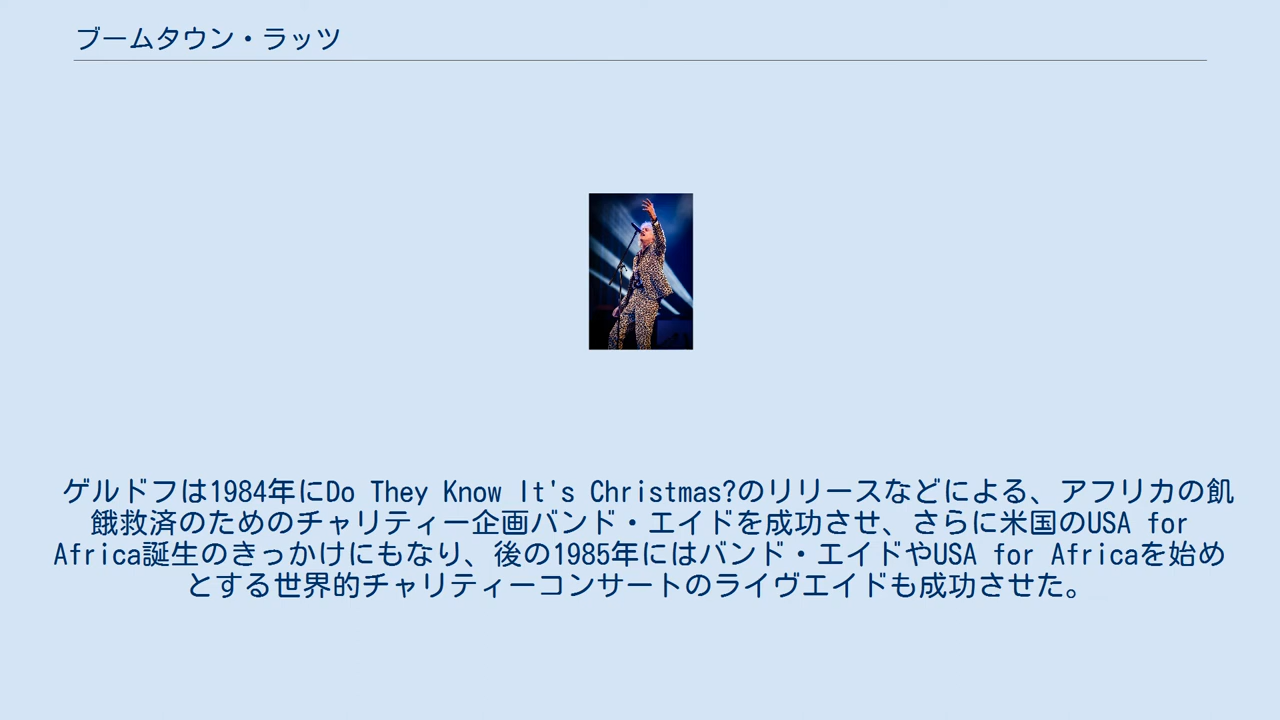 ブームタウン・ラッツ
ゲルドフは1984年にDo They Know It's Christmas?のリリースなどによる、アフリカの飢
餓救済のためのチャリティー企画バンド・エイドを成功させ、さらに米国のUSA for
Africa誕生のきっかけにもなり、後の1985年にはバンド・エイドやUSA for Africaを始め
とする世界的チャリティーコンサートのライヴエイドも成功させた。